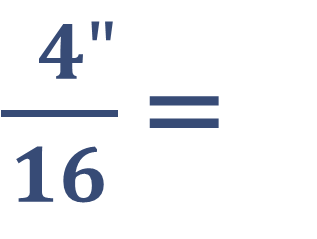 4"
16 =